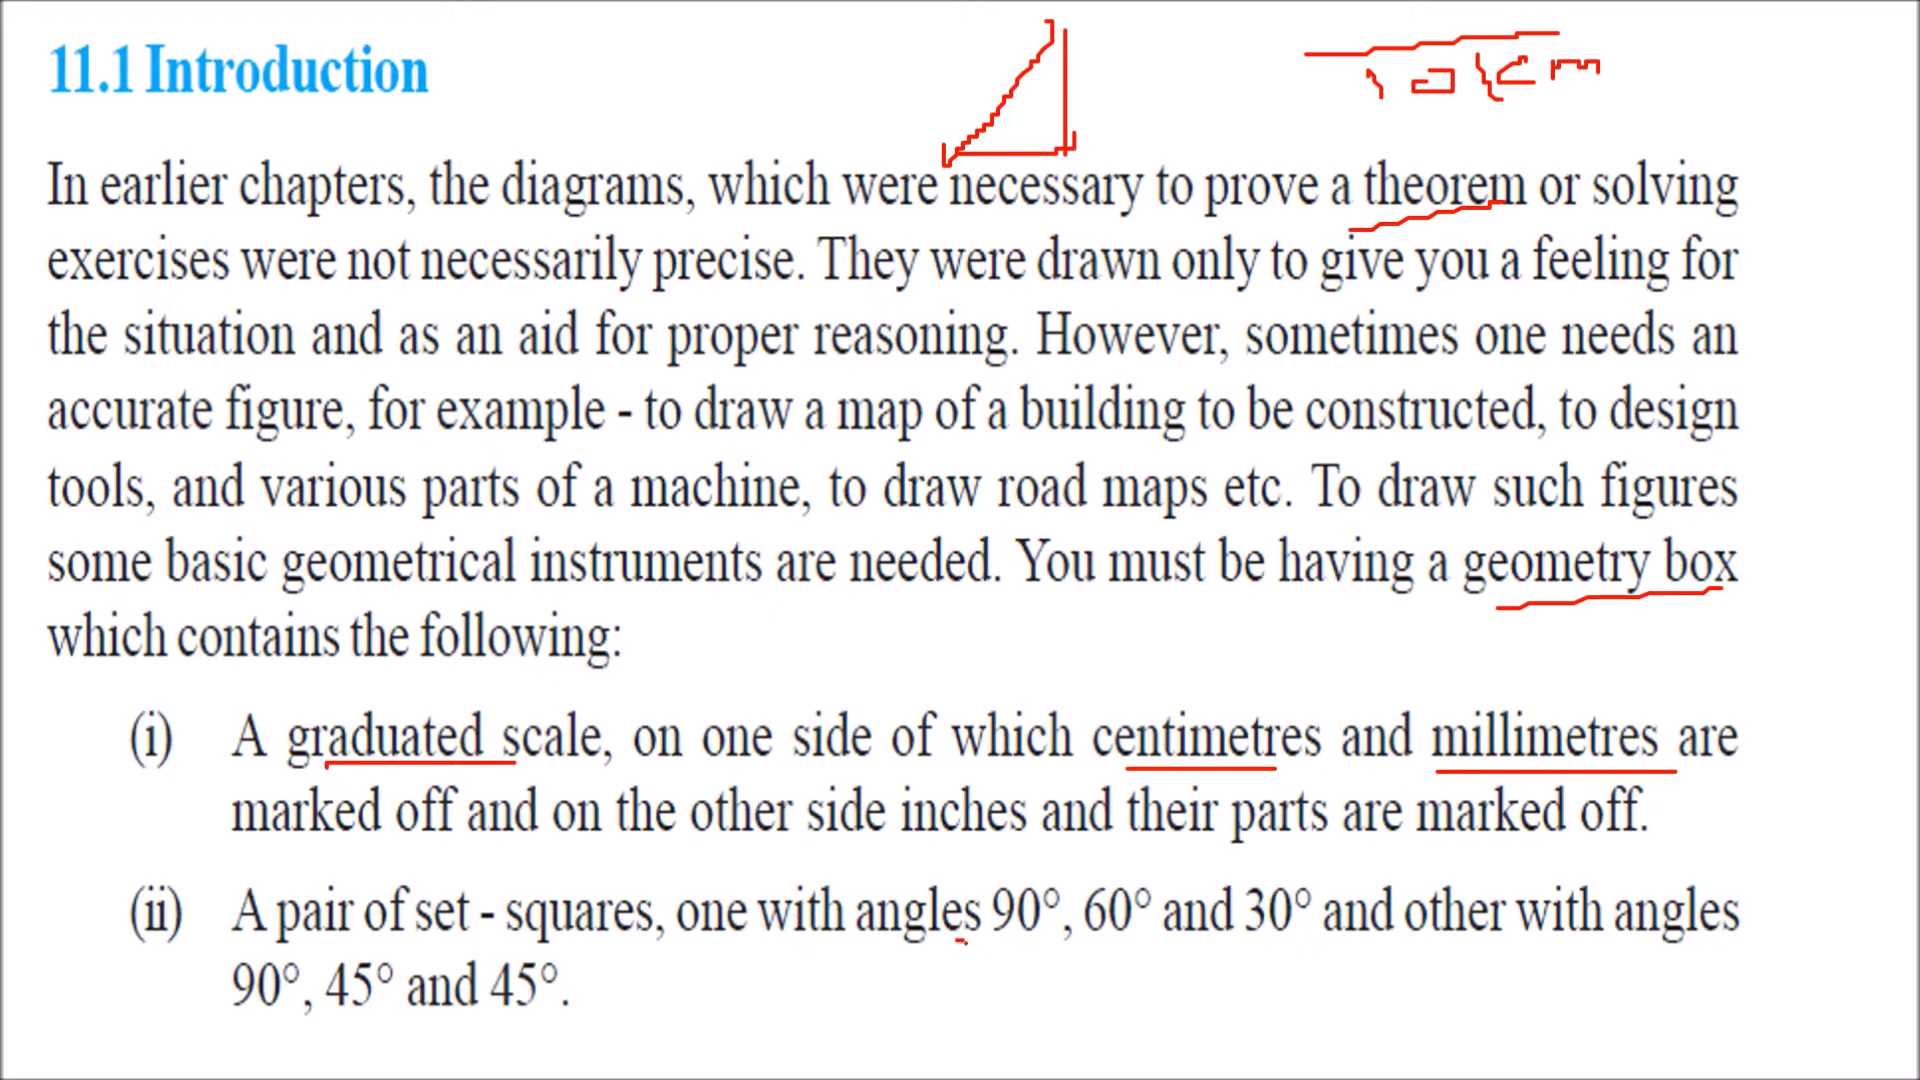 11.1 Introduction
In earlier chapters, the diagrams, which were necessary to prove a theorem or solving
exercises were not necessarily precise. They were drawn only to give you a feeling for
the situation and as an aid for proper reasoning. However, sometimes one needs an
accurate figure, for example - to draw a map of a building to be constructed, to design
tools, and various parts of a machine, to draw road maps etc. To draw such figures
some basic geometrical instruments are needed. You must be having a geometry box
which contains the following:
(i) A graduated scale, on one side of which centimetres and millimetres are
marked off and on the other side inches and their parts are marked off.
(ii) A pair of set - squares, one with angles 90°, 60° and 30° and other with angles
90°, 45° and 45°.